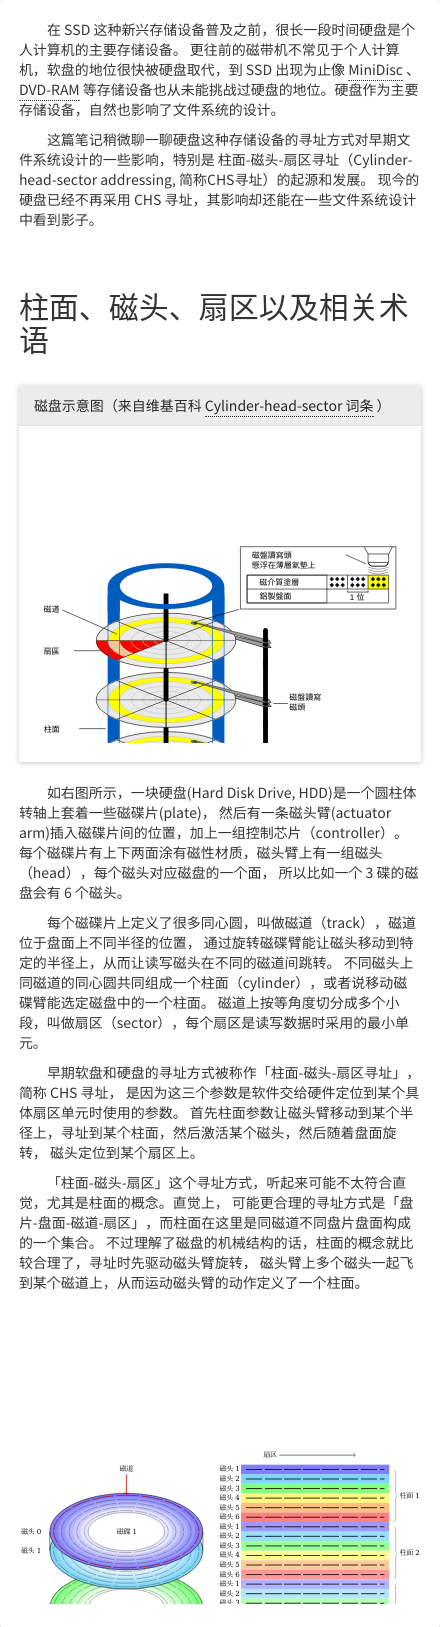 在 SSD 这种新兴存储设备普及之前，很长一段时间硬盘是个
人计算机的主要存储设备。 更往前的磁带机不常见于个人计算
机，软盘的地位很快被硬盘取代，到 SSD 出现为止像 MiniDisc 、
DVD-RAM 等存储设备也从未能挑战过硬盘的地位。硬盘作为主要
存储设备，自然也影响了文件系统的设计。
这篇笔记稍微聊一聊硬盘这种存储设备的寻址方式对早期文
件系统设计的一些影响，特别是 柱面-磁头-扇区寻址（Cylinder-
head-sector addressing, 简称CHS寻址）的起源和发展。 现今的
硬盘已经不再采用 CHS 寻址，其影响却还能在一些文件系统设计
中看到影子。
柱面、磁头、扇区以及相关术
语
磁盘示意图（来自维基百科 Cylinder-head-sector 词条 ）
磁盤讀寫頭
懸浮在薄層氣墊上
磁介質塗層
鋁製盤面
1 位
磁道
扇區
磁盤讀寫
磁頭
柱面
如右图所示，一块硬盘(Hard Disk Drive, HDD)是一个圆柱体
转轴上套着一些磁碟片(plate)， 然后有一条磁头臂(actuator
arm)插入磁碟片间的位置，加上一组控制芯片（controller）。
每个磁碟片有上下两面涂有磁性材质，磁头臂上有一组磁头
（head），每个磁头对应磁盘的一个面， 所以比如一个 3 碟的磁
盘会有 6 个磁头。
每个磁碟片上定义了很多同心圆，叫做磁道（track），磁道
位于盘面上不同半径的位置， 通过旋转磁碟臂能让磁头移动到特
定的半径上，从而让读写磁头在不同的磁道间跳转。 不同磁头上
同磁道的同心圆共同组成一个柱面（cylinder），或者说移动磁
碟臂能选定磁盘中的一个柱面。 磁道上按等角度切分成多个小
段，叫做扇区（sector），每个扇区是读写数据时采用的最小单
元。
早期软盘和硬盘的寻址方式被称作「柱面-磁头-扇区寻址」，
简称 CHS 寻址， 是因为这三个参数是软件交给硬件定位到某个具
体扇区单元时使用的参数。 首先柱面参数让磁头臂移动到某个半
径上，寻址到某个柱面，然后激活某个磁头，然后随着盘面旋
转， 磁头定位到某个扇区上。
「柱面-磁头-扇区」这个寻址方式，听起来可能不太符合直
觉，尤其是柱面的概念。直觉上， 可能更合理的寻址方式是「盘
片-盘面-磁道-扇区」，而柱面在这里是同磁道不同盘片盘面构成
的一个集合。 不过理解了磁盘的机械结构的话，柱面的概念就比
较合理了，寻址时先驱动磁头臂旋转， 磁头臂上多个磁头一起飞
到某个磁道上，从而运动磁头臂的动作定义了一个柱面。
扇区
磁道
磁碟 1
磁头 0
磁头 1
磁头 1
磁头 2
磁头 3
磁头 4
磁头 5
磁头 6
磁头 1
磁头 2
磁头 3
磁头 4
磁头 5
磁头 6
磁头 1
磁头 2
磁头 3
柱面 1
柱面 2